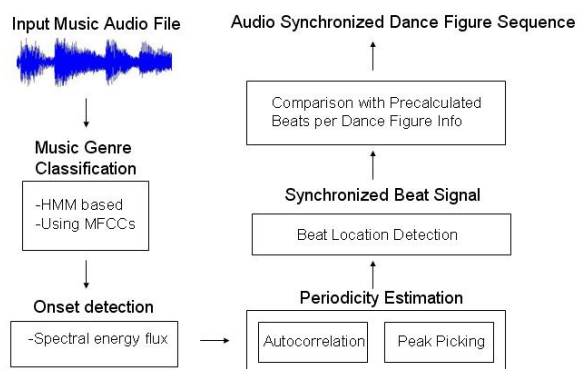 Input Music Audio File
Music Genre
Classification
-HMM based
-Using MFCCs
Onset detection
-Spectral energy flux
Periodicity Estimation
Autocorrelation
Peak Picking
Beat Location Detection
Synchronized Beat Signal
Comparison with Precalculated
Beats per Dance Figure Info
Audio Synchronized Dance Figure Sequence